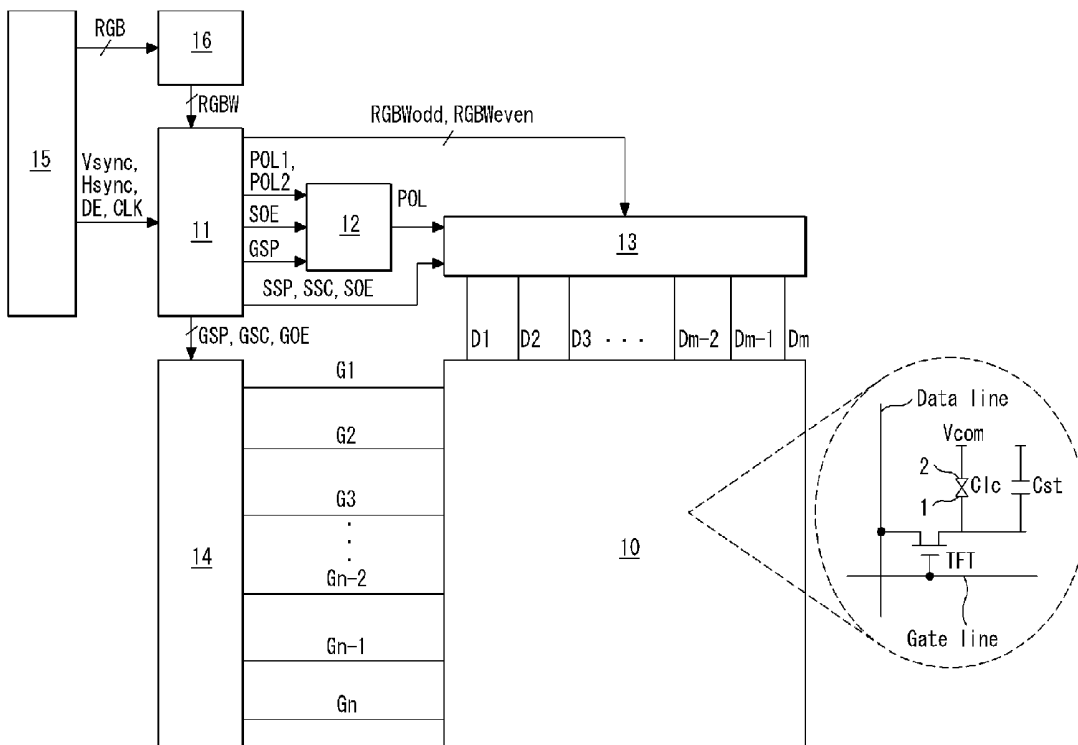 RGB
16
RGBW
RGBWodd, RGBWeven
15
Vsync,
Hsync,
DE, CLK
11
POL1,
POL2
SOE
GSP
12
POL
13
SSP, SSC, SOE
GSP, GSC, GOE
D1 D2 D3 · · · Dm-2 Dm-1 Dm
14
G1
G2
G3
Gn-2
Gn-1
Gn
10
Data line
Vcom
2
Clc
Cst
1
TFT
Gate line